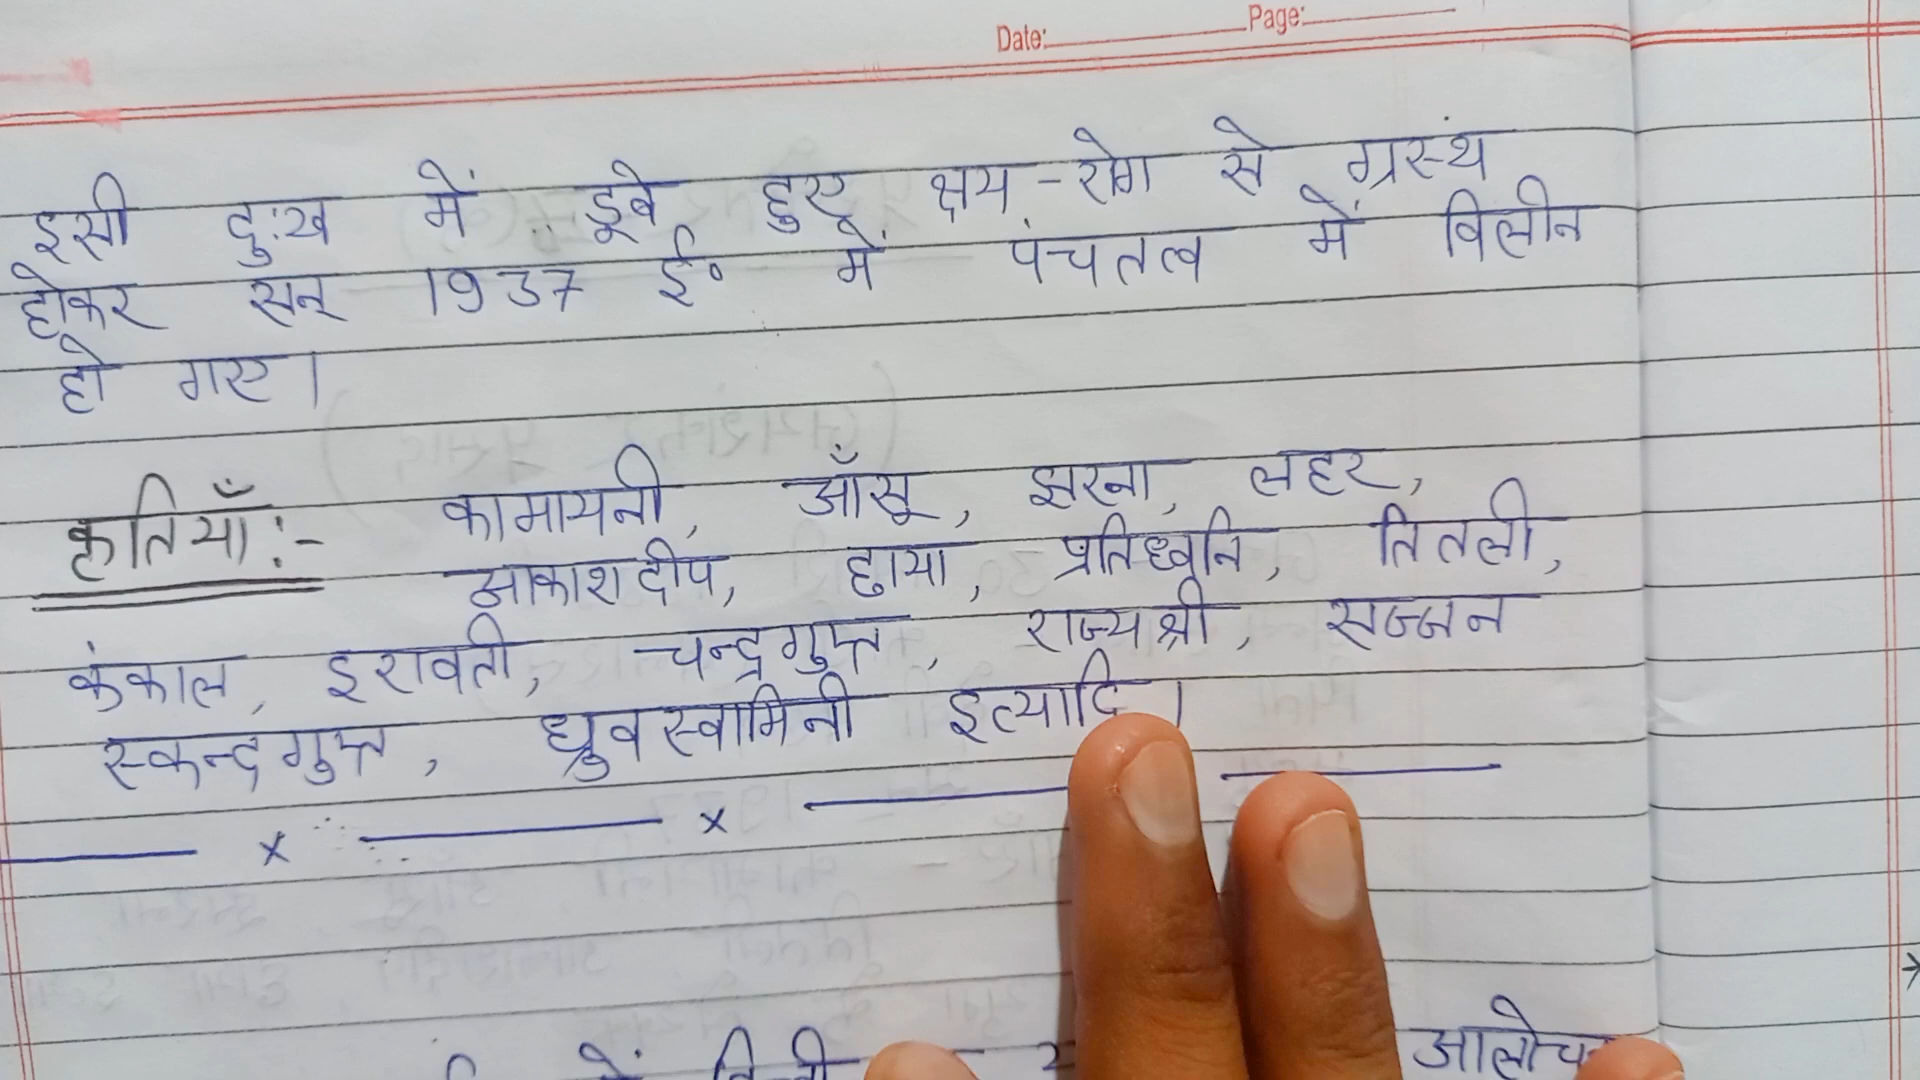 Date: Page:
इसी दुःख में डूवे हुए क्षय-रोग से ग्रस्थं
होकर सन् 1937 ई० में पंचतत्व में विलीन
हो गए।
कृतियाँ:- कामायनी, आँसू, झरना, लहर,
आकाशदीप, छाया, प्रतिध्वनि, तितली,
कंकाल, इरावती, चन्द्रगुप्त, राज्यश्री, सज्जन
स्कन्दगुप्त, ध्रुवस्वामिनी इत्यादि।
x x